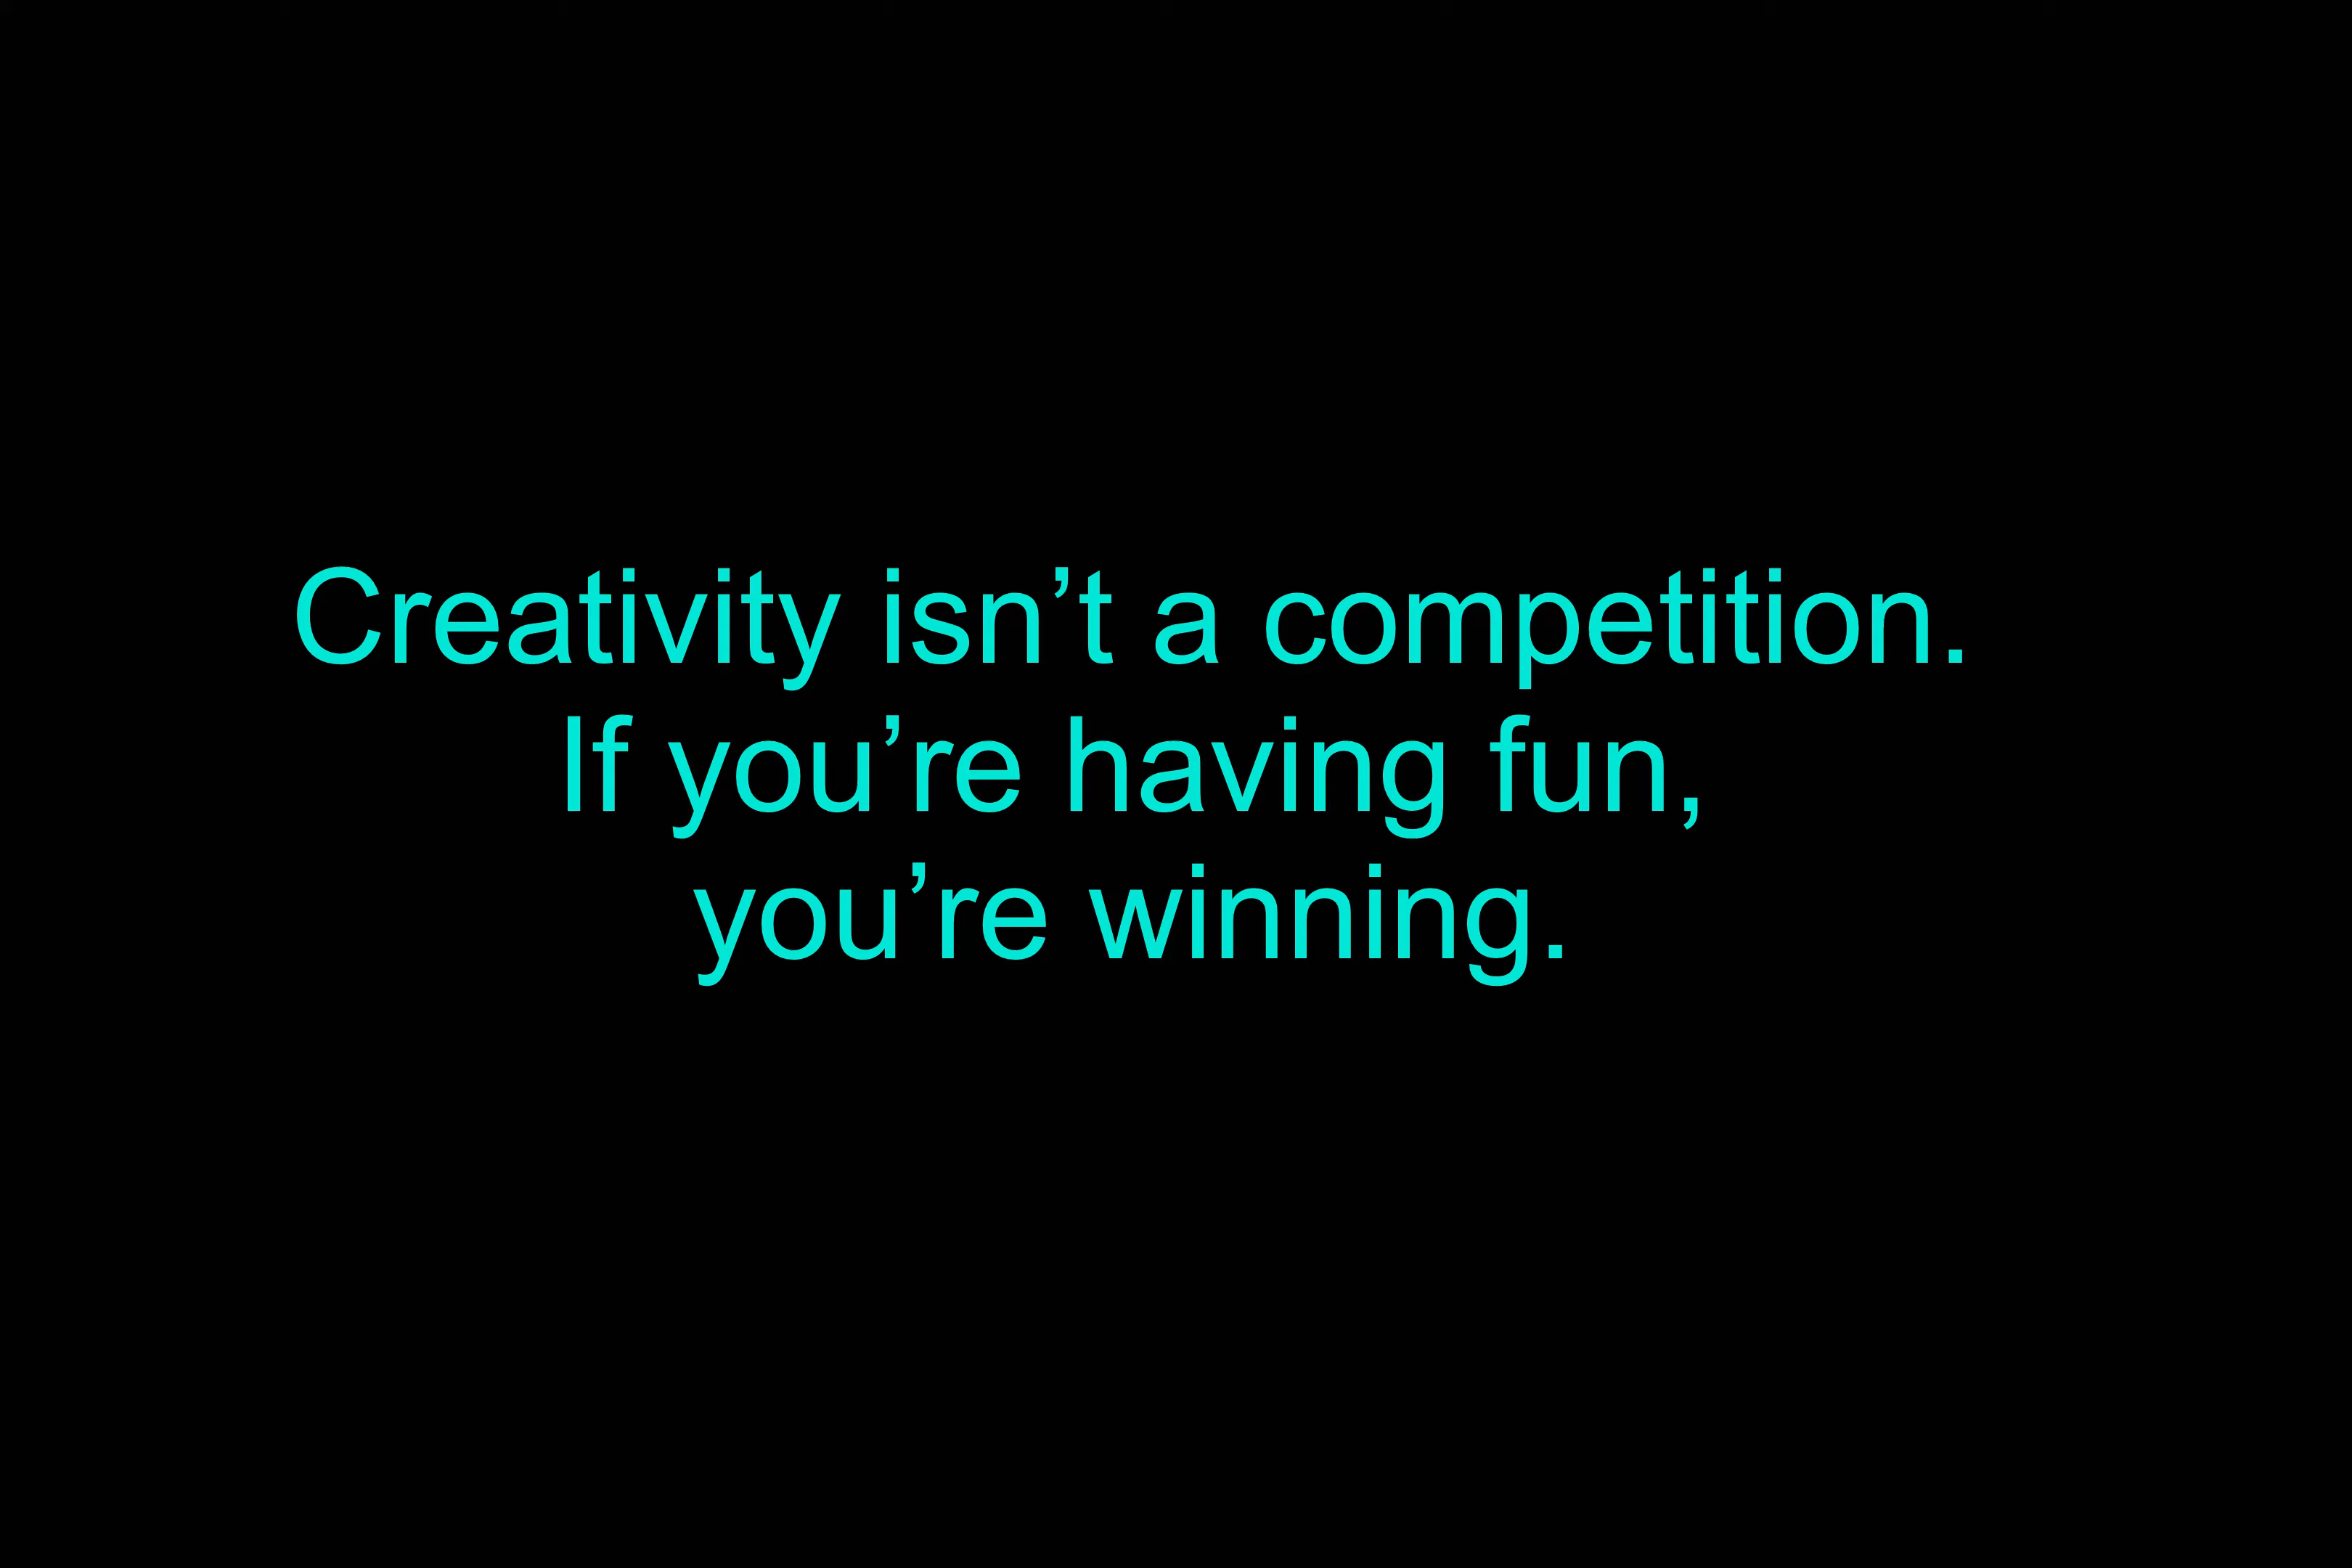 Creativity isn’t a competition.
If you’re having fun,
you’re winning.